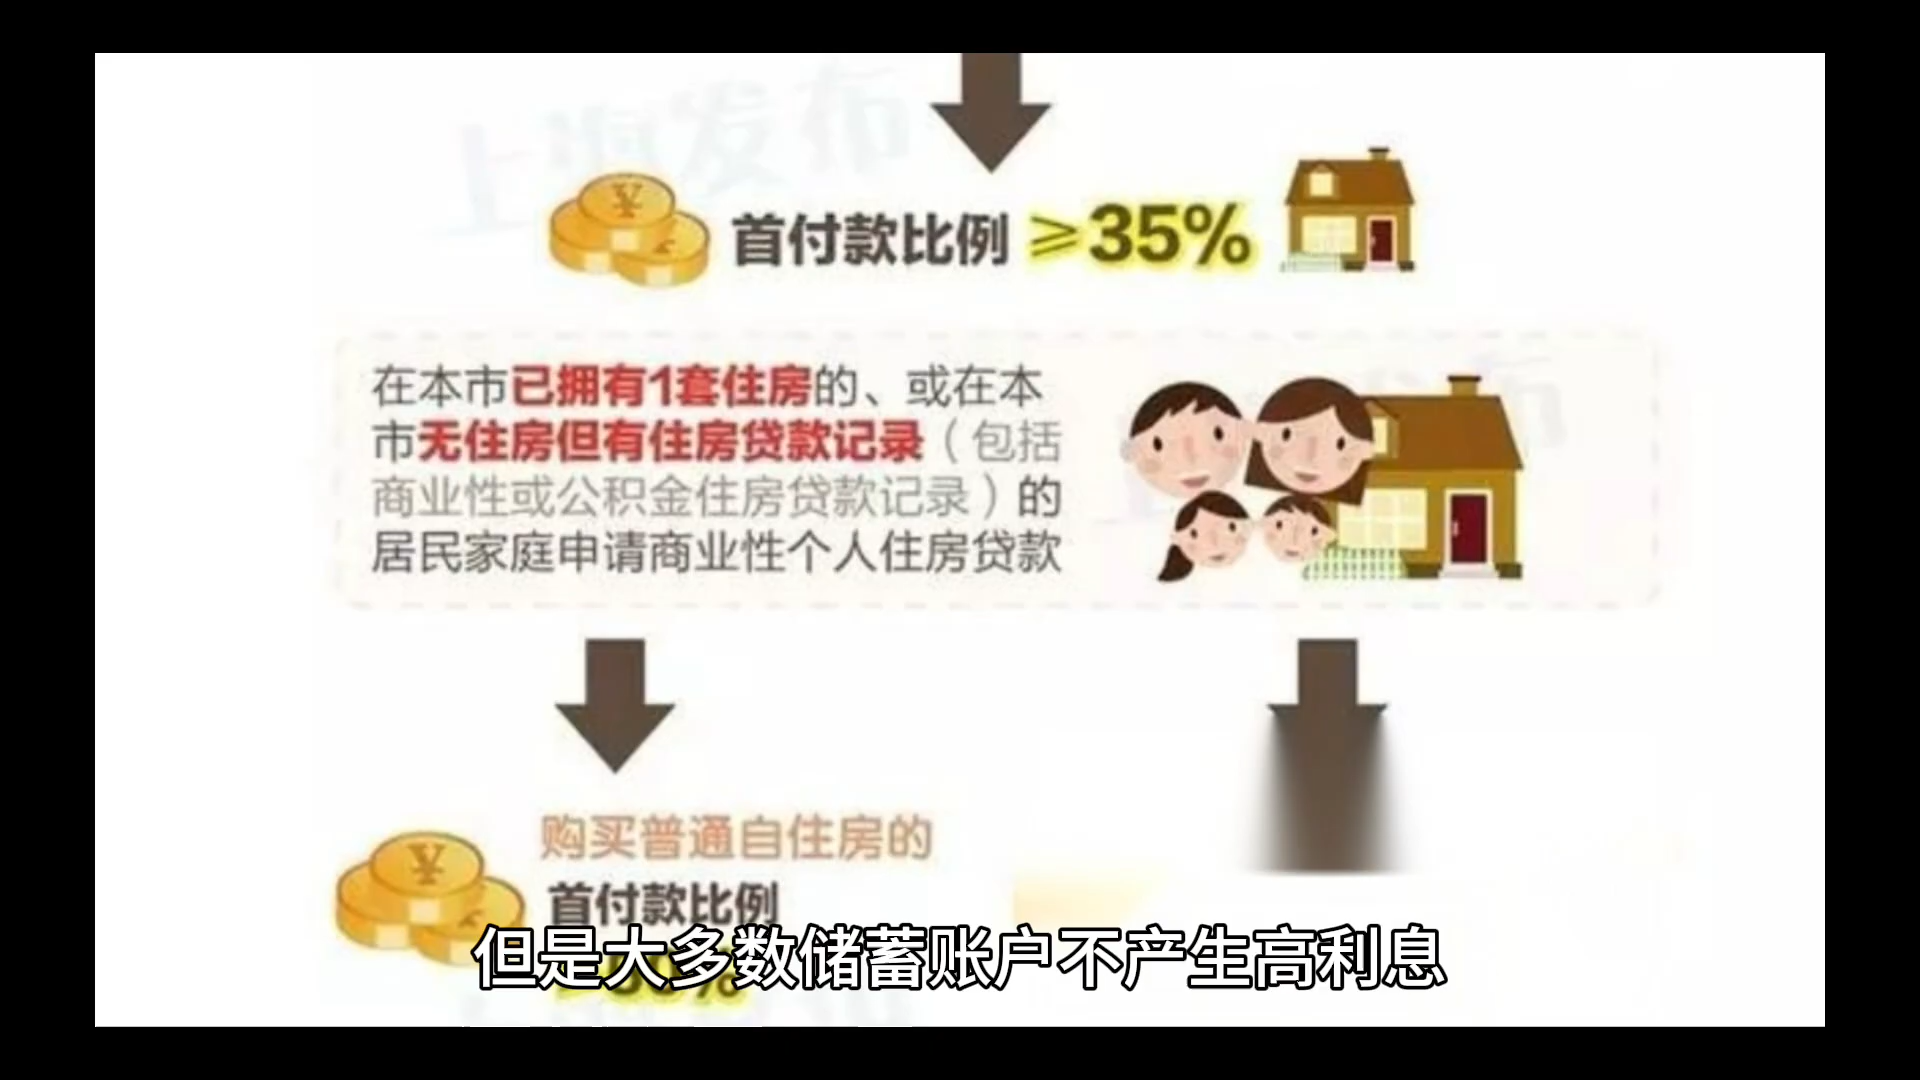 上海发布
首付款比例 ≥35%
在本市已拥有1套住房的、或在本
市无住房但有住房贷款记录（包括
商业性或公积金住房贷款记录）的
居民家庭申请商业性个人住房贷款
购买普通自住房的
首付款比例
但是大多数储蓄账户不产生高利息